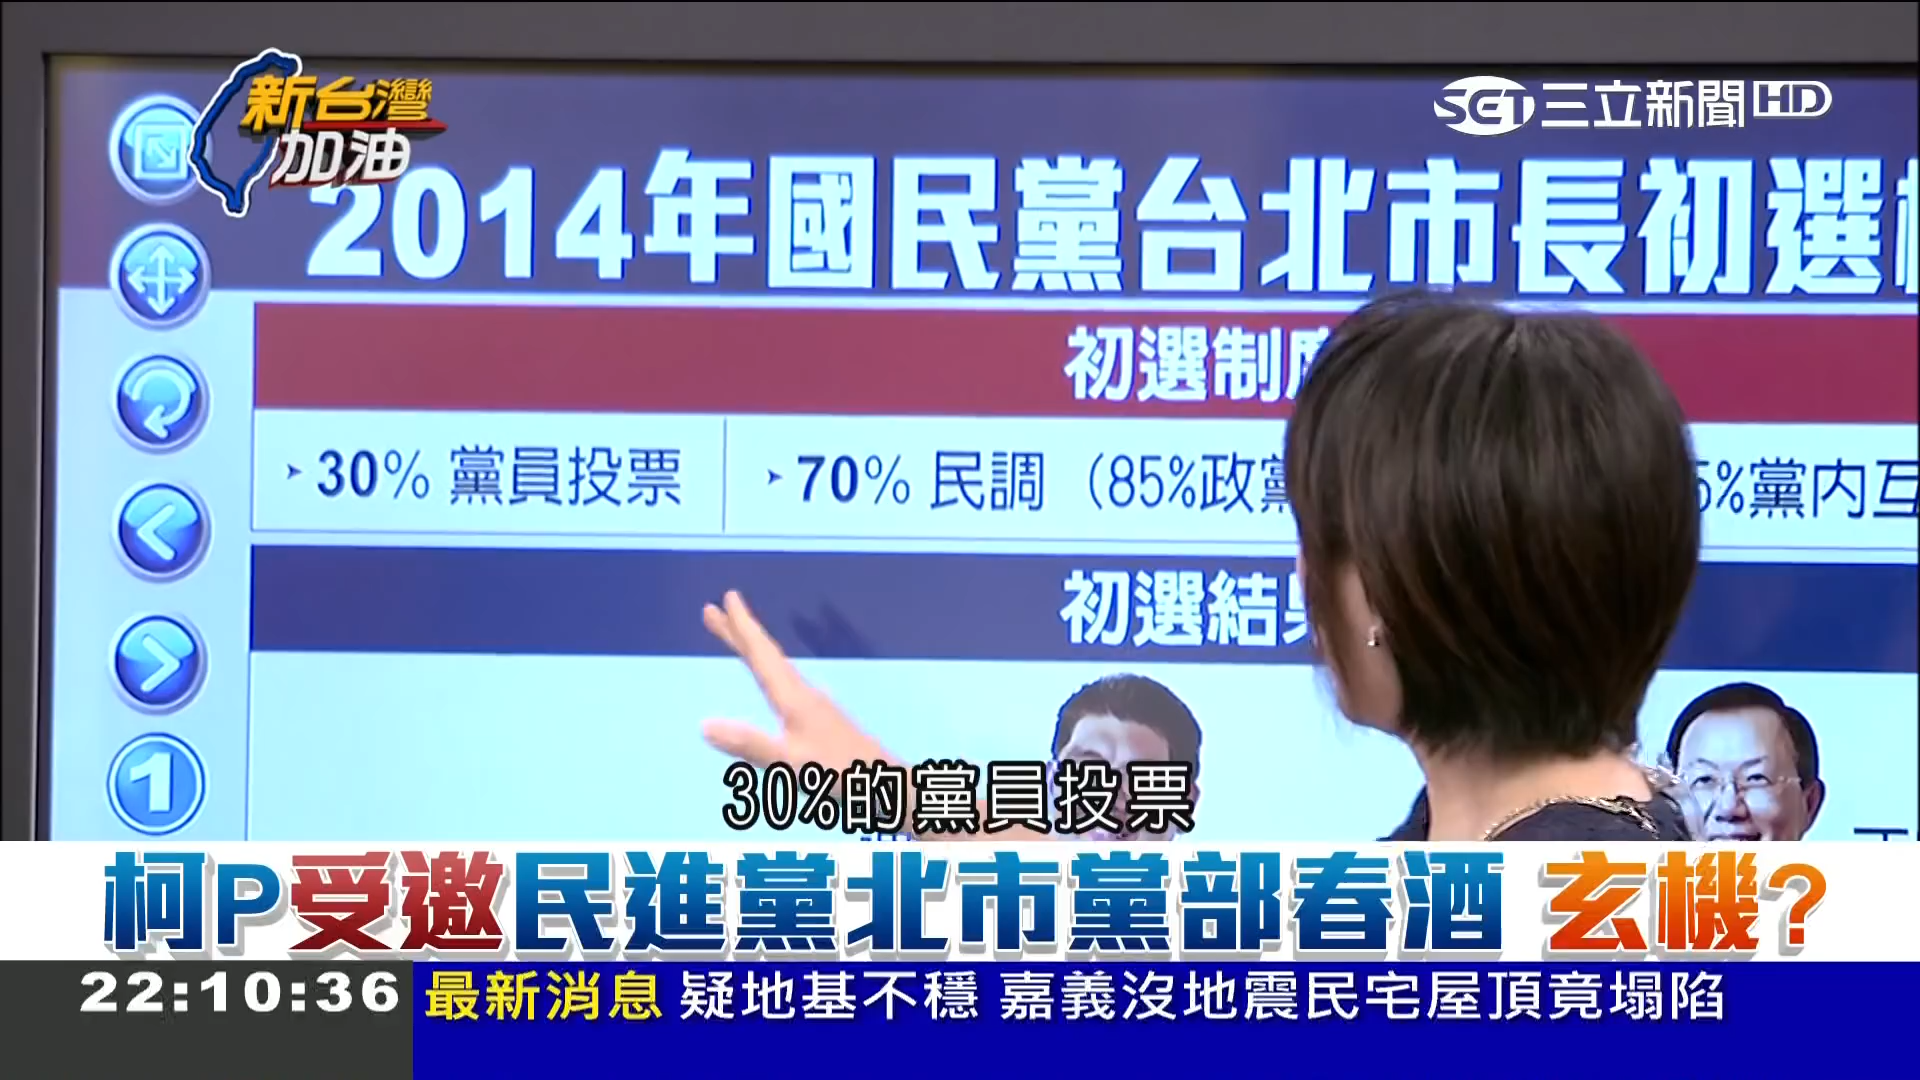 新台灣
加油
SET三立新聞HD
2014年國民黨台北市長初選
初選制
30% 黨員投票
70% 民調（85%政黨
5%黨內互
初選結
1
30%的黨員投票
柯P受邀民進黨北市黨部春酒 玄機?
22:10:36 最新消息 疑地基不穩 嘉義沒地震民宅屋頂竟塌陷